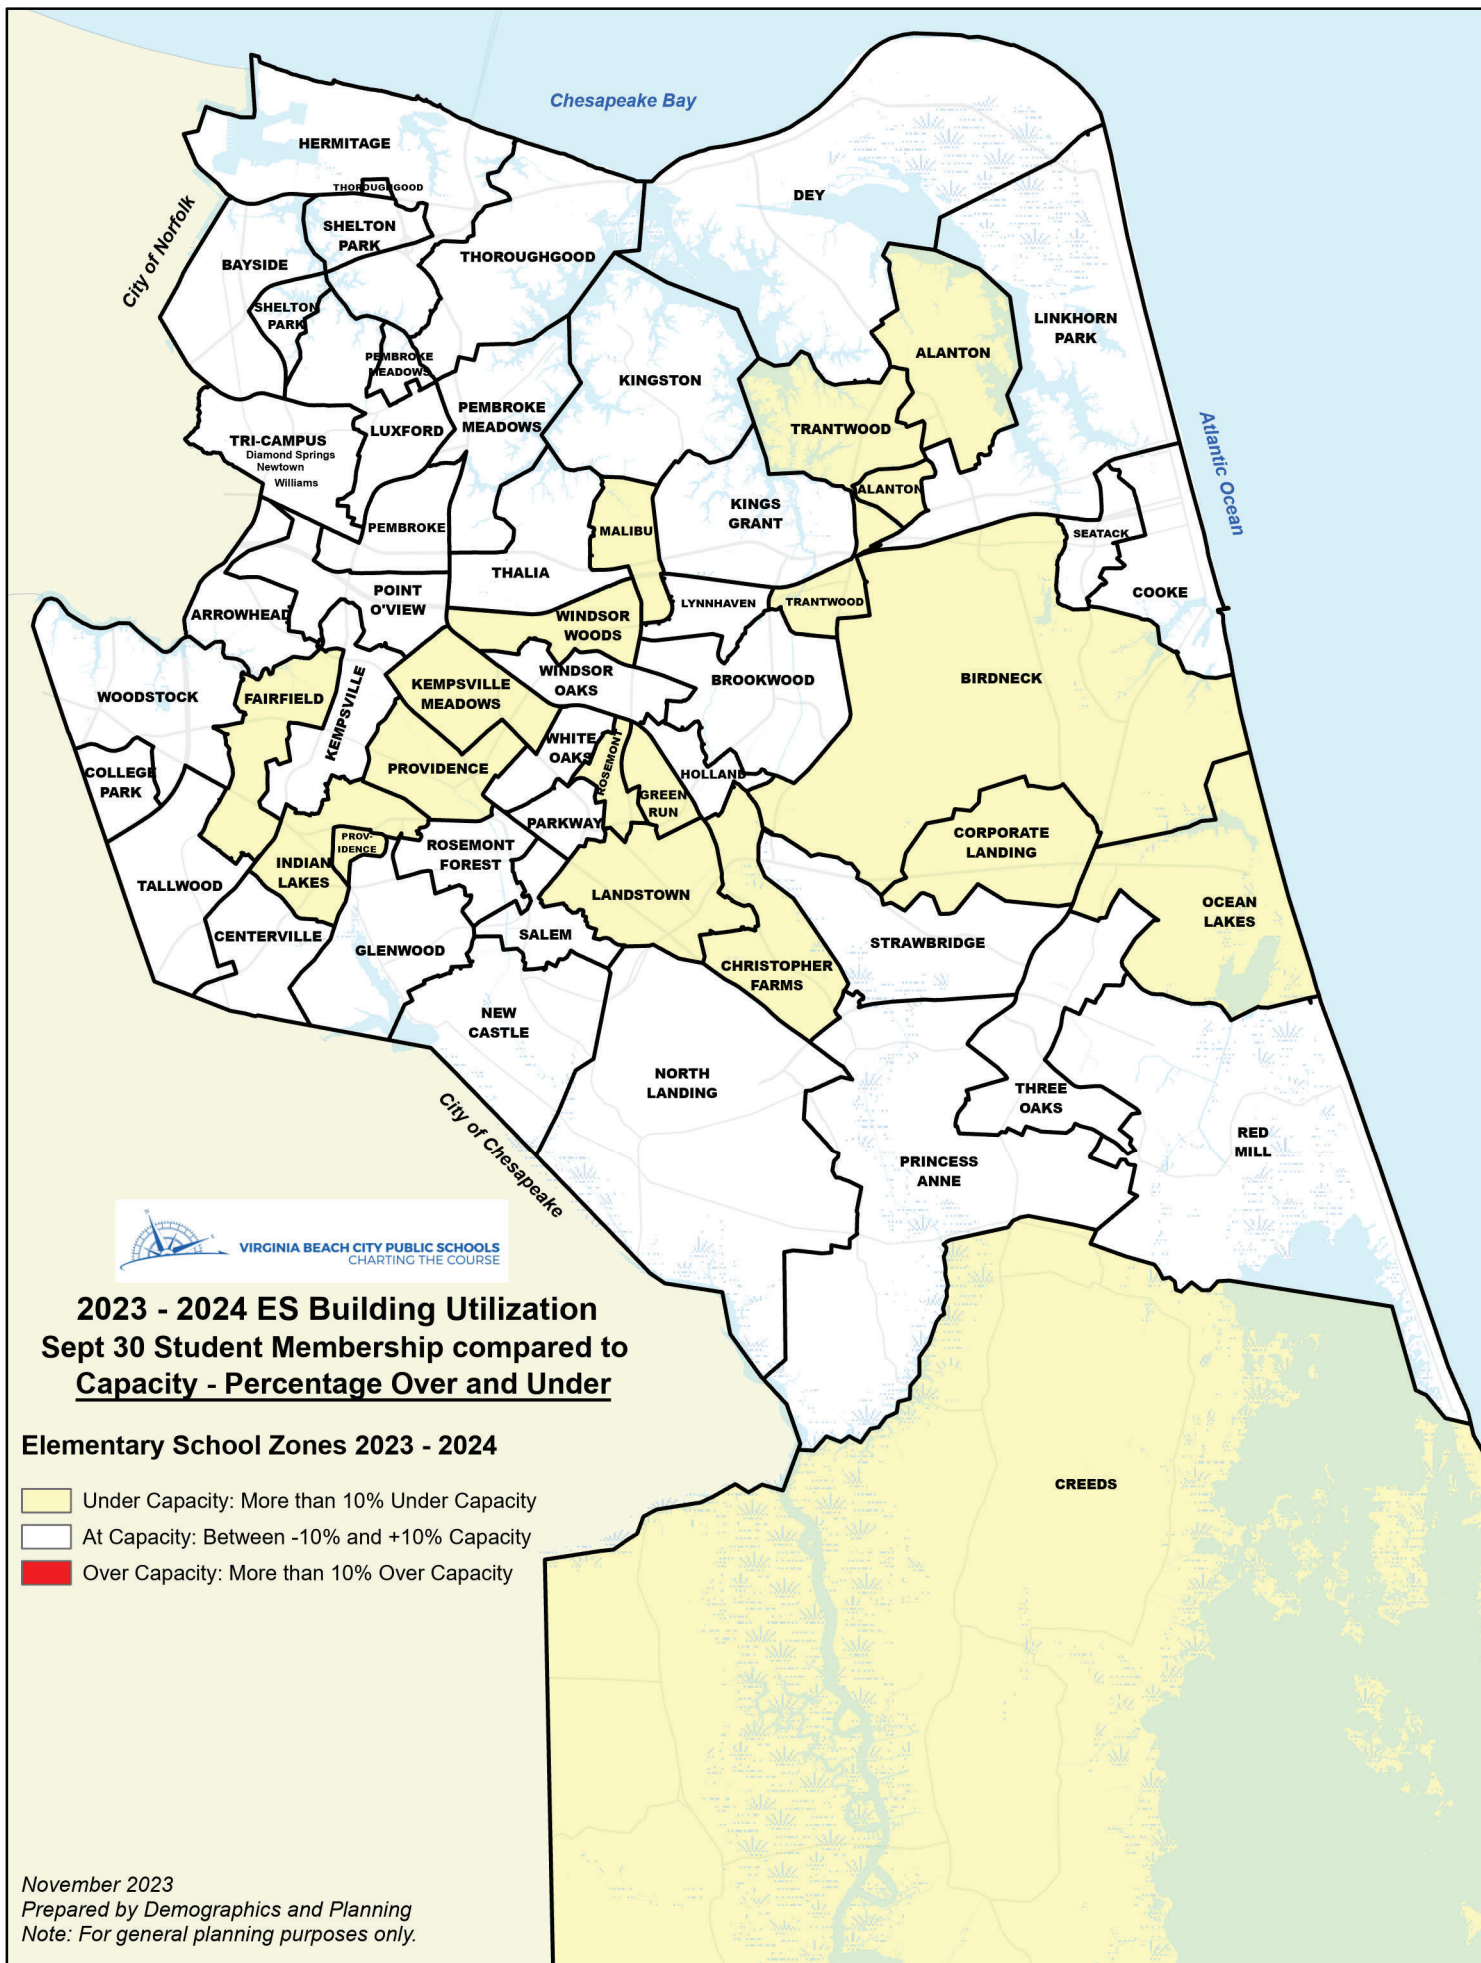 Chesapeake Bay
HERMITAGE
THOROUGHGOOD
DEY
City of Norfolk
SHELTON
PARK
BAYSIDE
THOROUGHGOOD
SHELTON
PARK
LINKHORN
PARK
PEMBROKE
MEADOWS
ALANTON
KINGSTON
PEMBROKE
MEADOWS
TRANTWOOD
LUXFORD
TRI-CAMPUS
Diamond Springs
Newtown
Williams
Atlantic Ocean
ALANTON
KINGS
GRANT
PEMBROKE
MALIBU
SEATACK
THALIA
COOKE
POINT
O'VIEW
ARROWHEAD
LYNNHAVEN
TRANTWOOD
WINDSOR
WOODS
WINDSOR
OAKS
BROOKWOOD
BIRDNECK
WOODSTOCK
FAIRFIELD
KEMPSVILLE
KEMPSVILLE
MEADOWS
WHITE
OAKS
ROSEMONT
COLLEGE
PARK
PROVIDENCE
HOLLAND
GREEN
RUN
PARKWAY
CORPORATE
LANDING
PROV-
IDENCE
ROSEMONT
FOREST
INDIAN
LAKES
TALLWOOD
LANDSTOWN
OCEAN
LAKES
CENTERVILLE
GLENWOOD
SALEM
STRAWBRIDGE
CHRISTOPHER
FARMS
NEW
CASTLE
NORTH
LANDING
THREE
OAKS
City of Chesapeake
RED
MILL
PRINCESS
ANNE
VIRGINIA BEACH CITY PUBLIC SCHOOLS
CHARTING THE COURSE
2023 - 2024 ES Building Utilization
Sept 30 Student Membership compared to
Capacity - Percentage Over and Under
CREEDS
Elementary School Zones 2023 - 2024
Under Capacity: More than 10% Under Capacity
At Capacity: Between -10% and +10% Capacity
Over Capacity: More than 10% Over Capacity
November 2023
Prepared by Demographics and Planning
Note: For general planning purposes only.